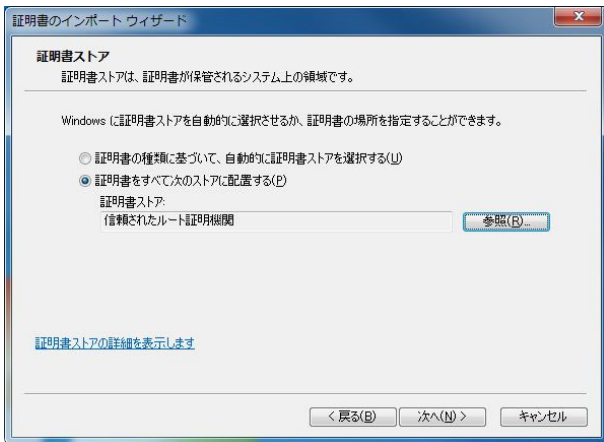 証明書のインポート ウィザード
証明書ストア
証明書ストアは、証明書が保管されるシステム上の領域です。
Windows に証明書ストアを自動的に選択させるか、証明書の場所を指定することができます。
証明書の種類に基づいて、自動的に証明書ストアを選択する(U)
証明書をすべて次のストアに配置する(P)
証明書ストア:
信頼されたルート証明機関
参照(R)...
証明書ストアの詳細を表示します
< 戻る(B)
次へ(N) >
キャンセル